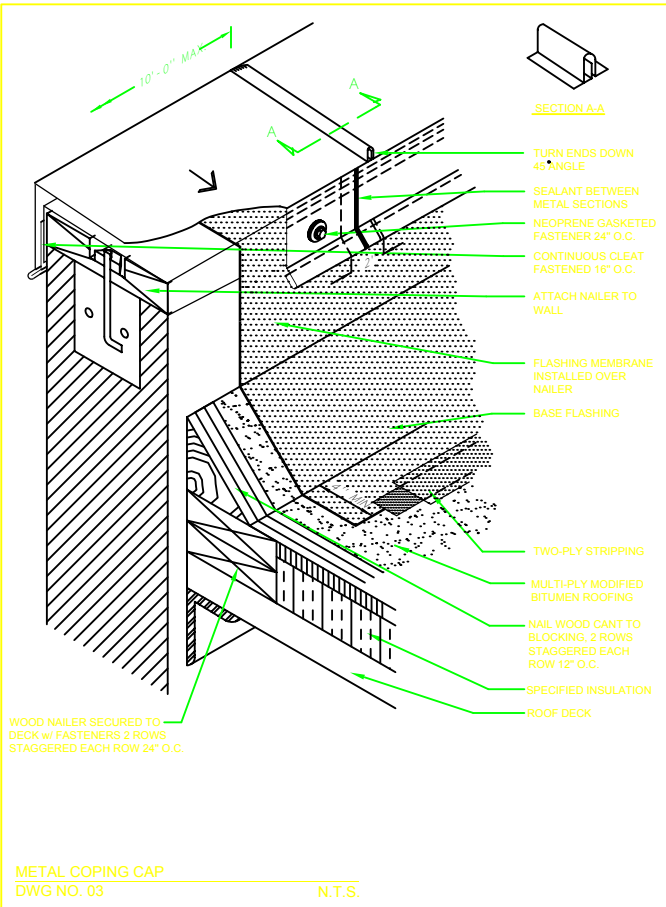 10'-0" MAX.
A
A
SECTION A-A
TURN ENDS DOWN
45 ANGLE
SEALANT BETWEEN
METAL SECTIONS
NEOPRENE GASKETED
FASTENER 24" O.C.
CONTINUOUS CLEAT
FASTENED 18" O.C.
ATTACH NAILER TO
WALL
FLASHING MEMBRANE
INSTALLED OVER
NAILER
BASE FLASHING
TWO-PLY STRIPPING
MULTI-PLY MODIFIED
BITUMEN ROOFING
NAIL WOOD CANT TO
BLOCKING, 2 ROWS
STAGGERED EACH
ROW 12" O.C.
SPECIFIED INSULATION
ROOF DECK
WOOD NAILER SECURED TO
DECK w/ FASTENERS 2 ROWS
STAGGERED EACH ROW 24" O.C.
METAL COPING CAP
DWG NO. 03
N.T.S.